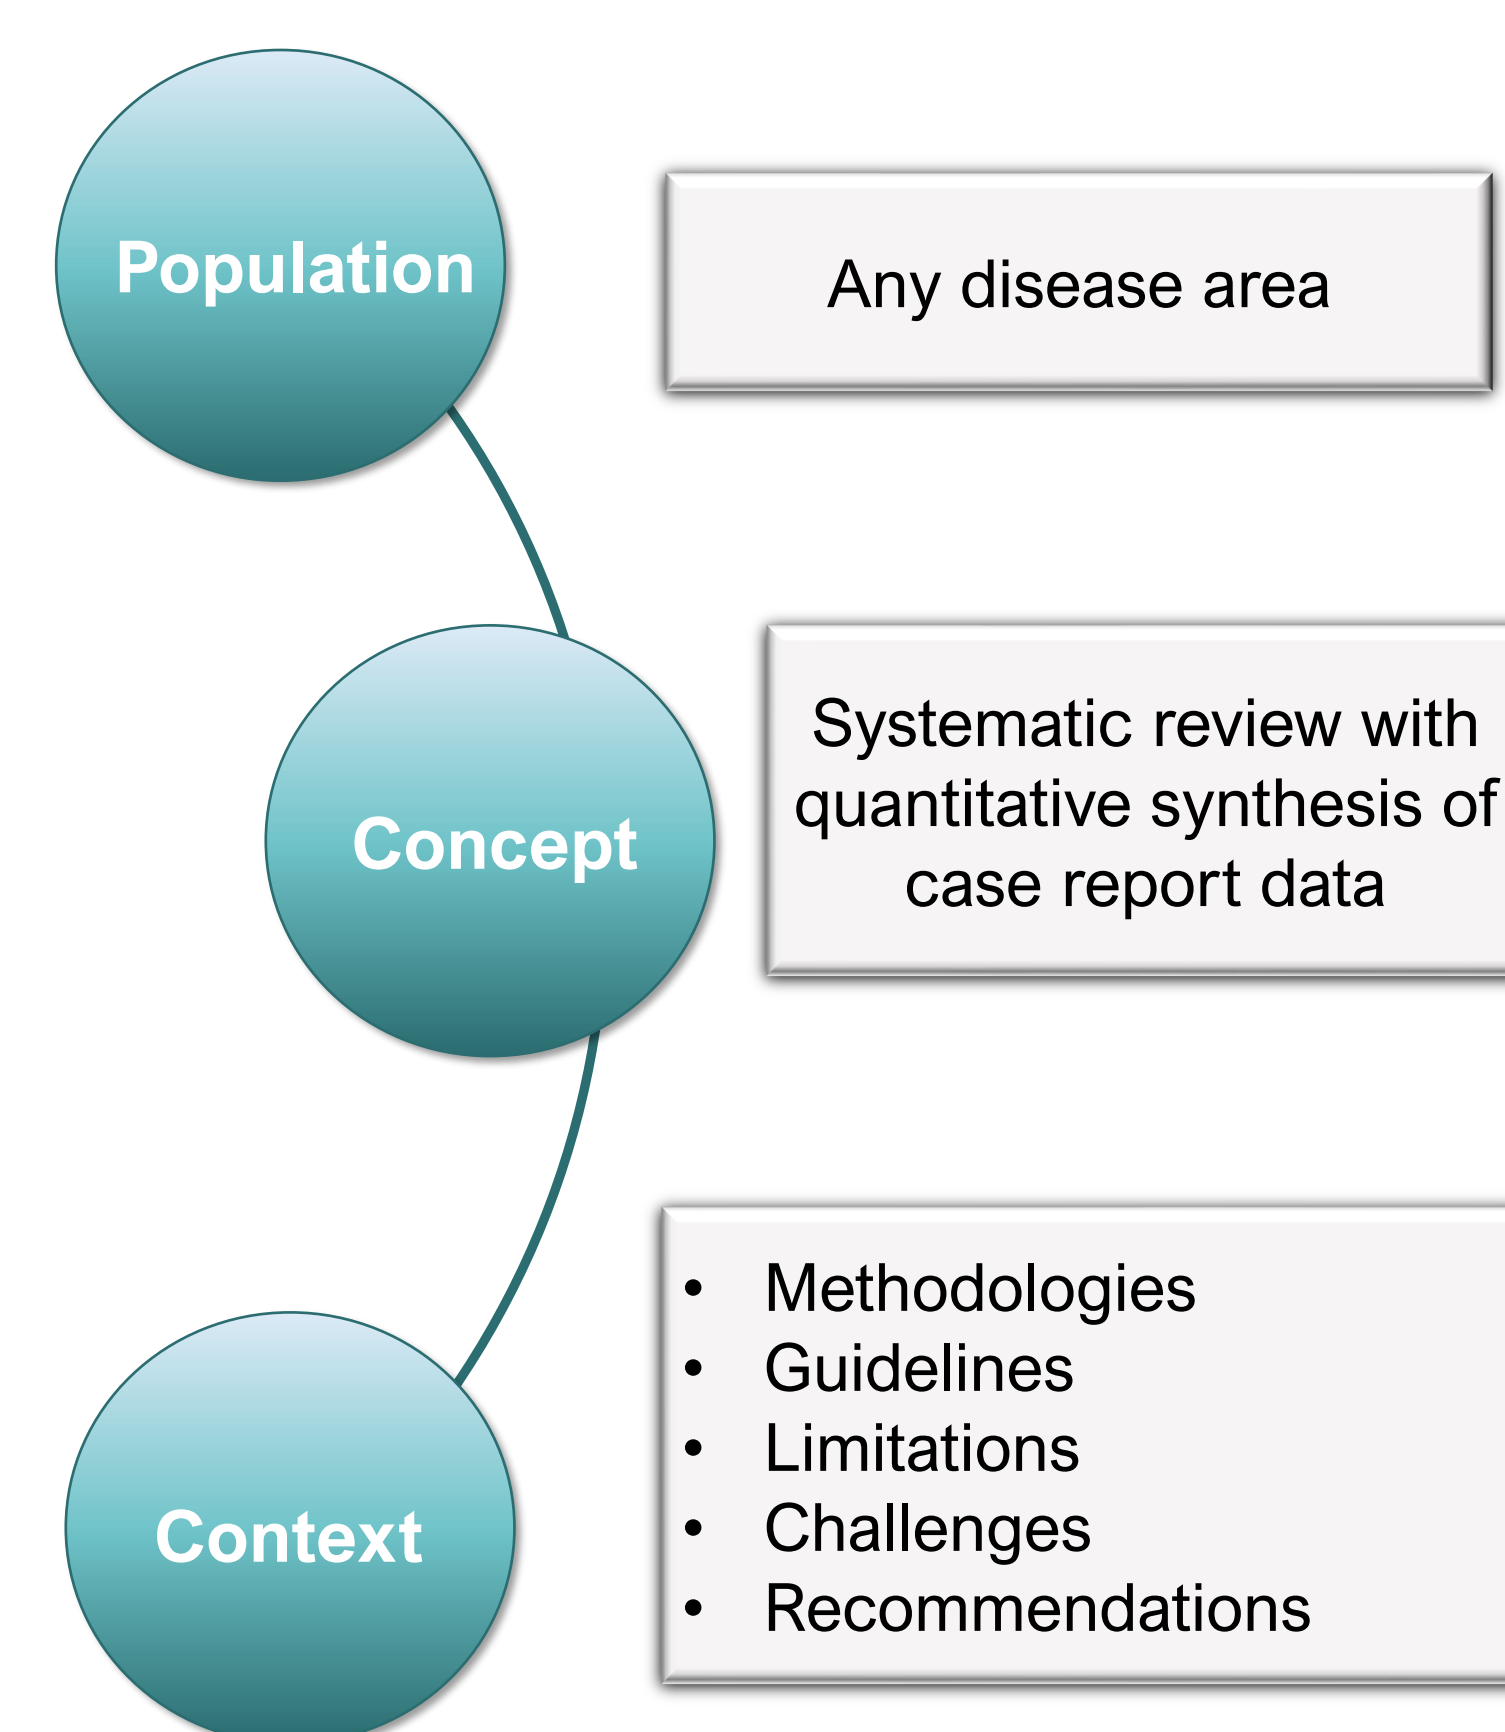 Population
Any disease area
Concept
Systematic review with
quantitative synthesis of
case report data
Context
• Methodologies
• Guidelines
• Limitations
• Challenges
• Recommendations